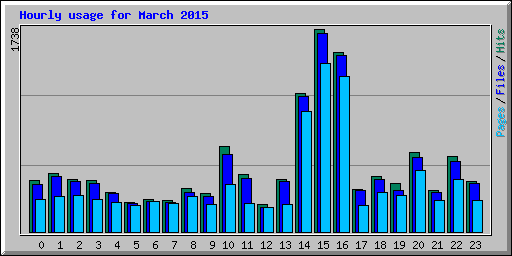 Hourly usage for March 2015
1738
Pages/Files/Hits
0 1 2 3 4 5 6 7 8 9 10 11 12 13 14 15 16 17 18 19 20 21 22 23